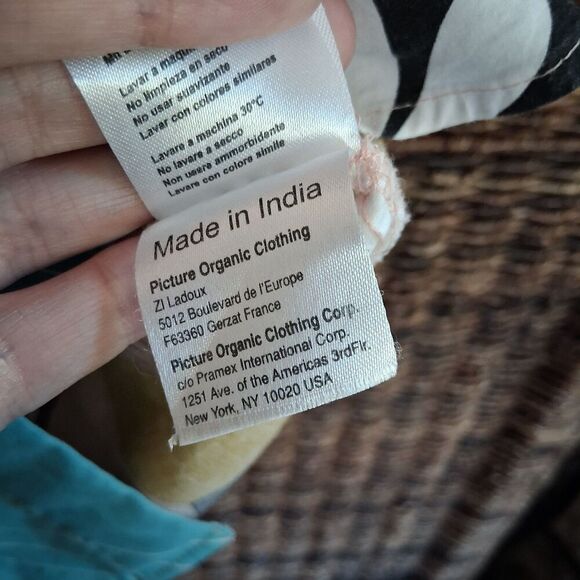 Lavar a maquina
No limpieza en seco
No usar suavizante
Lavar con colores similares
Lavare a machina 30°C
No lavare a secco
Non usare ammorbidente
Lavare con colore simile
Made in India
Picture Organic Clothing
ZI Ladoux
5012 Boulevard de l'Europe
F63360 Gerzat France
Picture Organic Clothing Corp.
c/o Pramex International Corp.
1251 Ave. of the Americas 3rdFlr.
New York, NY 10020 USA